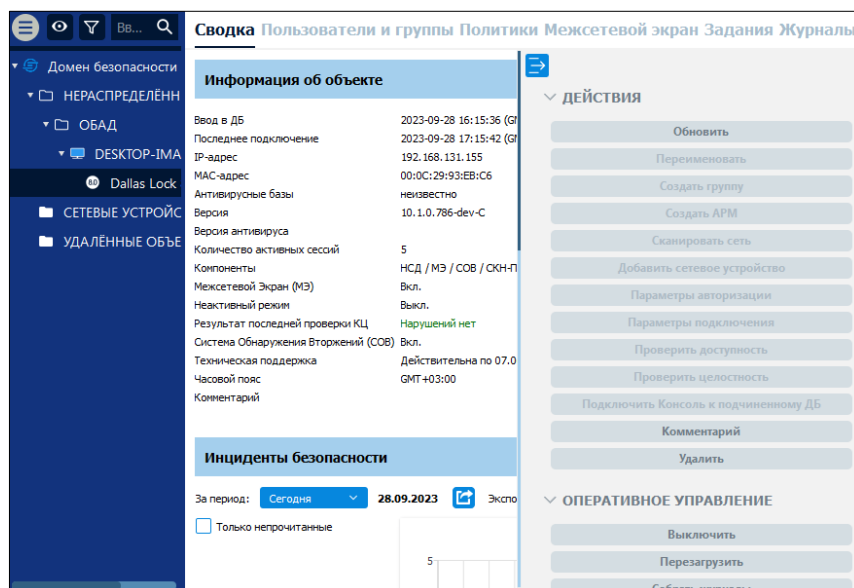 Вв...
Сводка Пользователи и группы Политики Межсетевой экран Задания Журналы
Домен безопасности
НЕРАСПРЕДЕЛЁНН
ОБАД
DESKTOP-IMA
8.0 Dallas Lock
СЕТЕВЫЕ УСТРОЙС
УДАЛЁННЫЕ ОБЪЕ
Информация об объекте
Ввод в ДБ 2023-09-28 16:15:36 (GM
Последнее подключение 2023-09-28 17:15:42 (GM
IP-адрес 192.168.131.155
MAC-адрес 00:0C:29:93:EB:C6
Антивирусные базы неизвестно
Версия 10.1.0.786-dev-C
Версия антивируса
Количество активных сессий 5
Компоненты НСД / МЭ / СОВ / СКН-П
Межсетевой Экран (МЭ) Вкл.
Неактивный режим Выкл.
Результат последней проверки КЦ Нарушений нет
Система Обнаружения Вторжений (СОВ) Вкл.
Техническая поддержка Действительна по 07.0
Часовой пояс GMT+03:00
Комментарий
Инциденты безопасности
За период: Сегодня 28.09.2023 Экспо
Только непрочитанные
5
ДЕЙСТВИЯ
Обновить
Переименовать
Создать группу
Создать АРМ
Сканировать сеть
Добавить сетевое устройство
Параметры авторизации
Параметры подключения
Проверить доступность
Проверить целостность
Подключить Консоль к подчиненному ДБ
Комментарий
Удалить
ОПЕРАТИВНОЕ УПРАВЛЕНИЕ
Выключить
Перезагрузить
Собрать журналы